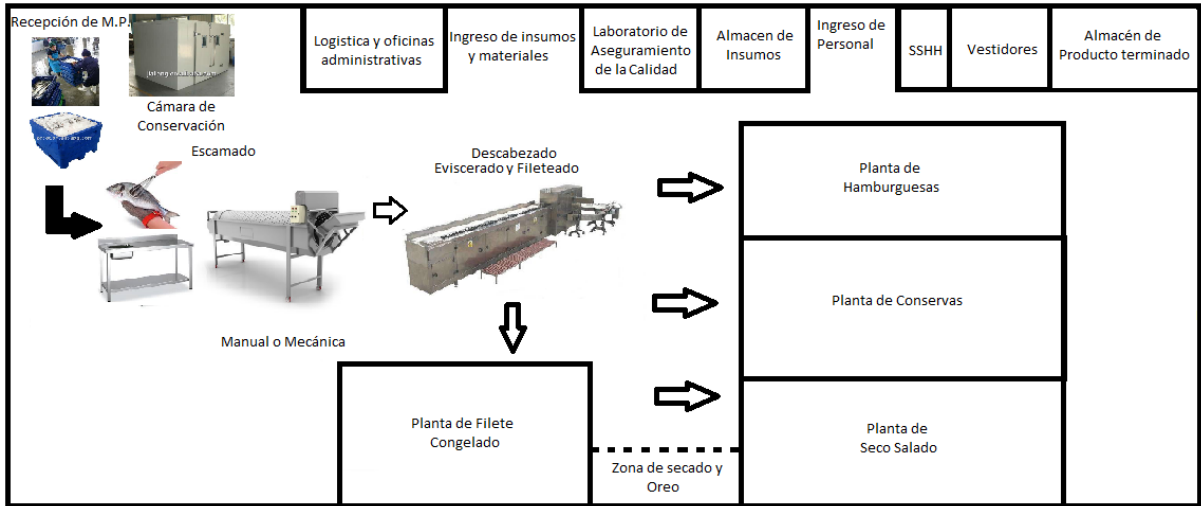 Recepción de M.P.
Cámara de
Conservación
Logistica y oficinas
administrativas
Ingreso de insumos
y materiales
Laboratorio de
Aseguramiento
de la Calidad
Almacen de
Insumos
Ingreso de
Personal
SSHH
Vestidores
Almacén de
Producto terminado
Escamado
Descabezado
Eviscerado y Fileteado
Manual o Mecánica
Planta de
Hamburguesas
Planta de Conservas
Planta de Filete
Congelado
Zona de secado y
Oreo
Planta de
Seco Salado